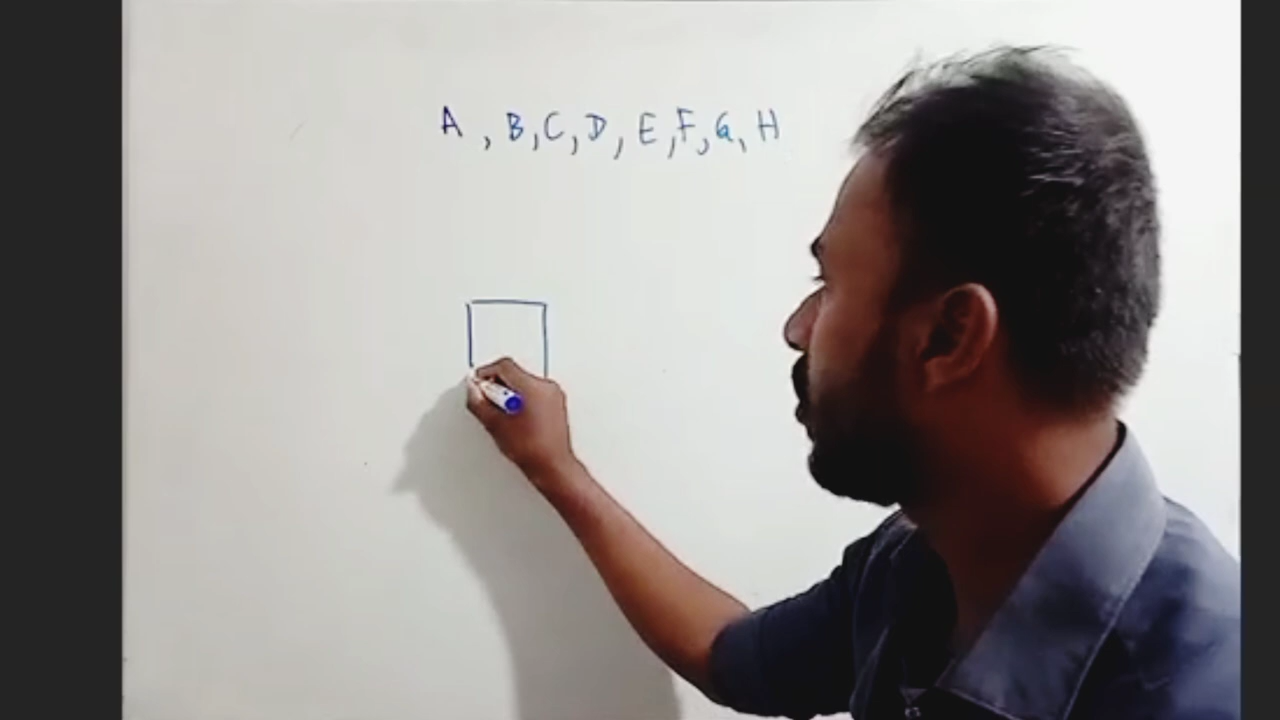 A, B, C, D, E, F, G, H